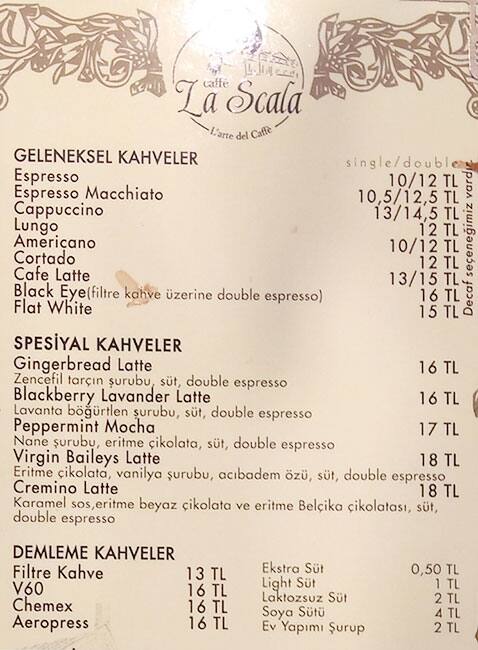 caffè
La Scala
L'arte del Caffè
GELENEKSEL KAHVELER single/double
Espresso 10/12 TL
Espresso Macchiato 10,5/12,5 TL
Cappuccino 13/14,5 TL
Lungo 12 TL
Americano 10/12 TL
Cortado 12 TL
Cafe Latte 13/15 TL
Black Eye(filtre kahve üzerine double espresso) 16 TL
Flat White 15 TL
Decaf seçeneğimiz vardır.
SPESİYAL KAHVELER
Gingerbread Latte 16 TL
Zencefil tarçın şurubu, süt, double espresso
Blackberry Lavander Latte 16 TL
Lavanta böğürtlen şurubu, süt, double espresso
Peppermint Mocha 17 TL
Nane şurubu, eritme çikolata, süt, double espresso
Virgin Baileys Latte 18 TL
Eritme çikolata, vanilya şurubu, acıbadem özü, süt, double espresso
Cremino Latte 18 TL
Karamel sos,eritme beyaz çikolata ve eritme Belçika çikolatası, süt,
double espresso
DEMLEME KAHVELER
Filtre Kahve 13 TL
V60 16 TL
Chemex 16 TL
Aeropress 16 TL
Ekstra Süt 0,50 TL
Light Süt 1 TL
Laktozsuz Süt 2 TL
Soya Sütü 4 TL
Ev Yapımı Şurup 2 TL